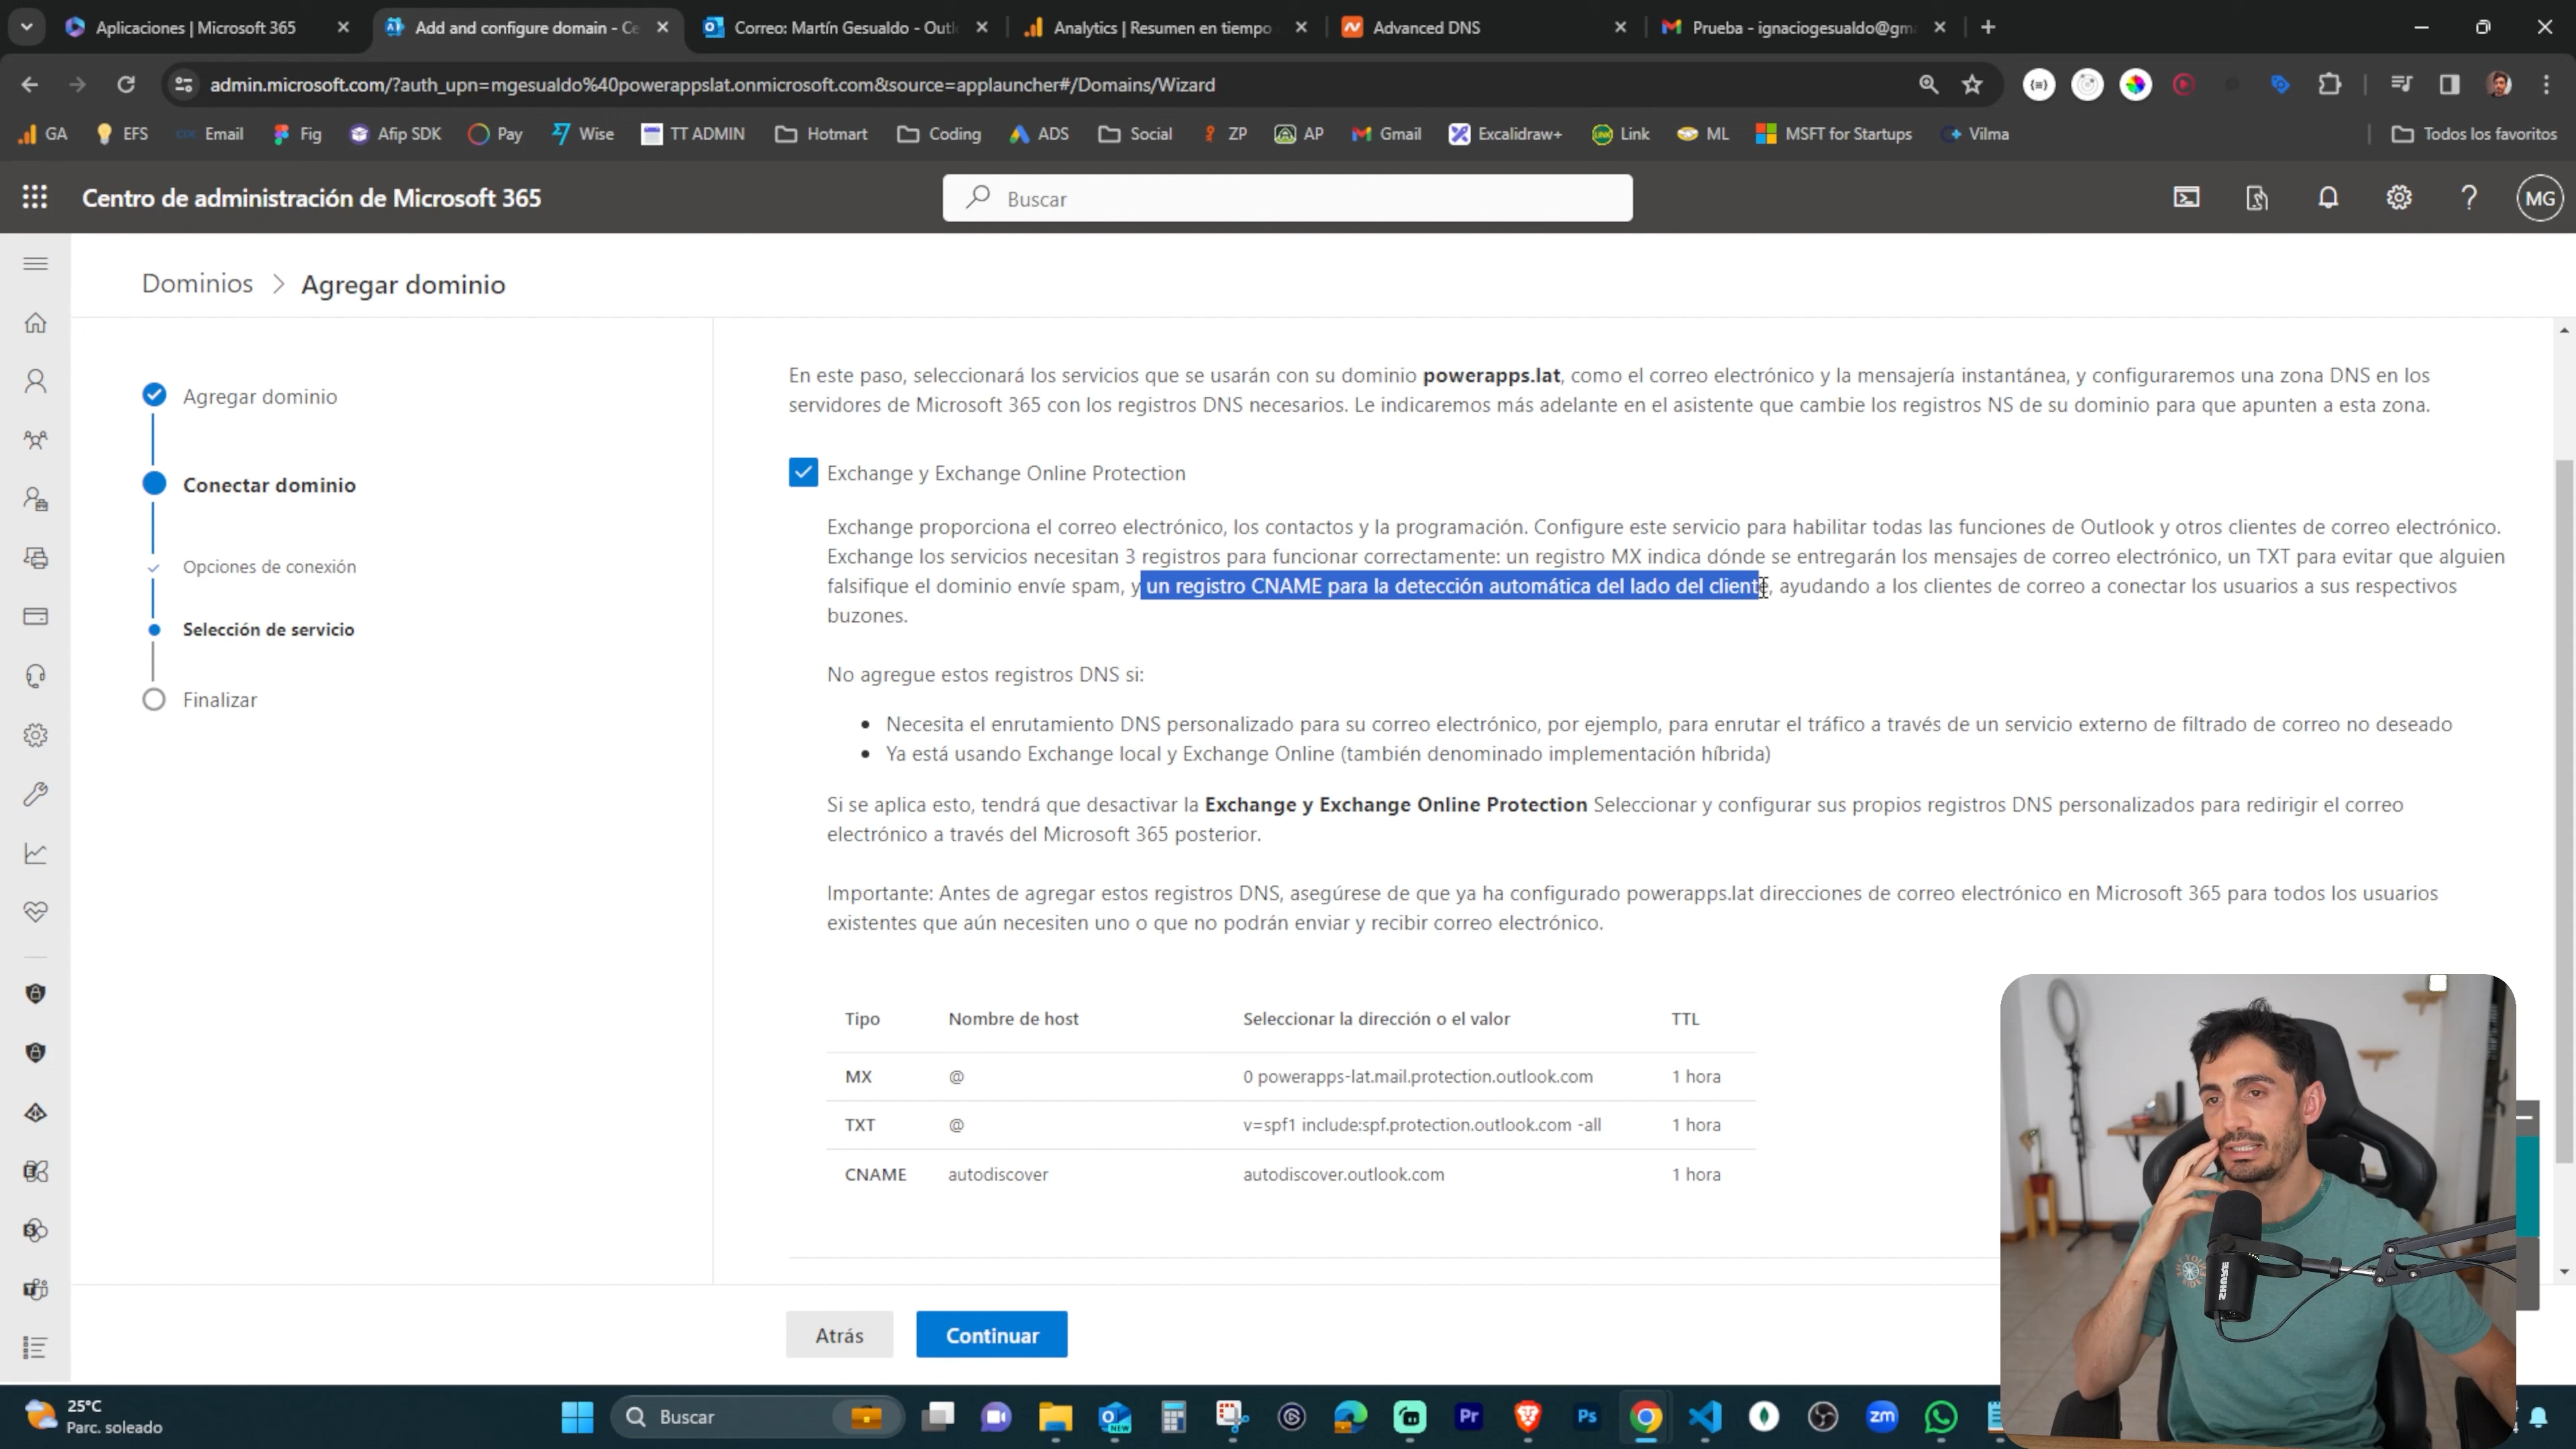 Aplicaciones | Microsoft 365
Add and configure domain - Ce
Correo: Martín Gesualdo - Outlo
Analytics | Resumen en tiempo
Advanced DNS
Prueba - ignaciogesualdo@gm
admin.microsoft.com/?auth_upn=mgesualdo%40powerappslat.onmicrosoft.com&source=applauncher#/Domains/Wizard
GA
EFS
Email
Fig
Afip SDK
Pay
Wise
TT ADMIN
Hotmart
Coding
ADS
Social
ZP
AP
Gmail
Excalidraw+
Link
ML
MSFT for Startups
Vilma
Todos los favoritos
Centro de administración de Microsoft 365
Buscar
MG
Dominios > Agregar dominio
Agregar dominio
Conectar dominio
Opciones de conexión
Selección de servicio
Finalizar
En este paso, seleccionará los servicios que se usarán con su dominio powerapps.lat, como el correo electrónico y la mensajería instantánea, y configuraremos una zona DNS en los
servidores de Microsoft 365 con los registros DNS necesarios. Le indicaremos más adelante en el asistente que cambie los registros NS de su dominio para que apunten a esta zona.
Exchange y Exchange Online Protection
Exchange proporciona el correo electrónico, los contactos y la programación. Configure este servicio para habilitar todas las funciones de Outlook y otros clientes de correo electrónico.
Exchange los servicios necesitan 3 registros para funcionar correctamente: un registro MX indica dónde se entregarán los mensajes de correo electrónico, un TXT para evitar que alguien
falsifique el dominio envíe spam, y un registro CNAME para la detección automática del lado del cliente, ayudando a los clientes de correo a conectar los usuarios a sus respectivos
buzones.
No agregue estos registros DNS si:
• Necesita el enrutamiento DNS personalizado para su correo electrónico, por ejemplo, para enrutar el tráfico a través de un servicio externo de filtrado de correo no deseado
• Ya está usando Exchange local y Exchange Online (también denominado implementación híbrida)
Si se aplica esto, tendrá que desactivar la Exchange y Exchange Online Protection Seleccionar y configurar sus propios registros DNS personalizados para redirigir el correo
electrónico a través del Microsoft 365 posterior.
Importante: Antes de agregar estos registros DNS, asegúrese de que ya ha configurado powerapps.lat direcciones de correo electrónico en Microsoft 365 para todos los usuarios
existentes que aún necesiten uno o que no podrán enviar y recibir correo electrónico.
Tipo Nombre de host Seleccionar la dirección o el valor TTL
MX @ 0 powerapps-lat.mail.protection.outlook.com 1 hora
TXT @ v=spf1 include:spf.protection.outlook.com -all 1 hora
CNAME autodiscover autodiscover.outlook.com 1 hora
Atrás
Continuar
SHURE
25°C
Parc. soleado
Buscar
NEW
Pr
Ps
zm